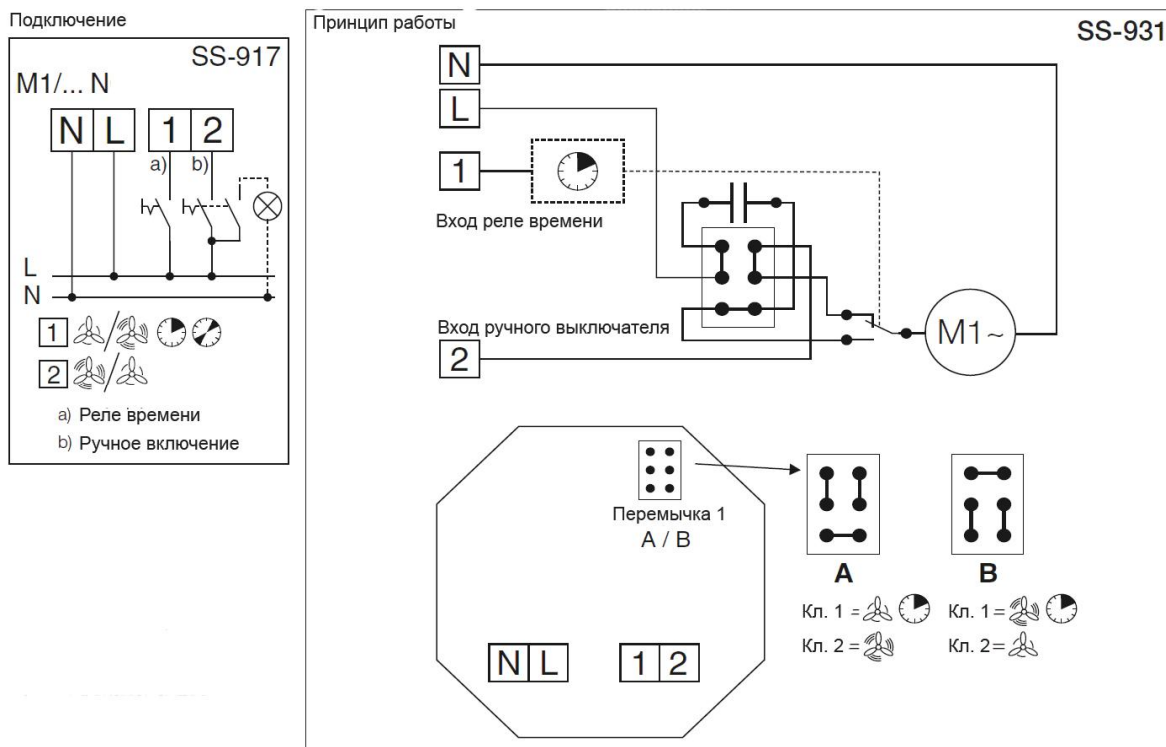 Подключение
SS-917
M1/... N
N L 1 2
a) b)
L
N
1
2
a) Реле времени
b) Ручное включение
Принцип работы
SS-931
N
L
1
Вход реле времени
Вход ручного выключателя
2
M1~
Перемычка 1
A / B
N L 1 2
A
B
Кл. 1 =
Кл. 2 =
Кл. 1 =
Кл. 2 =